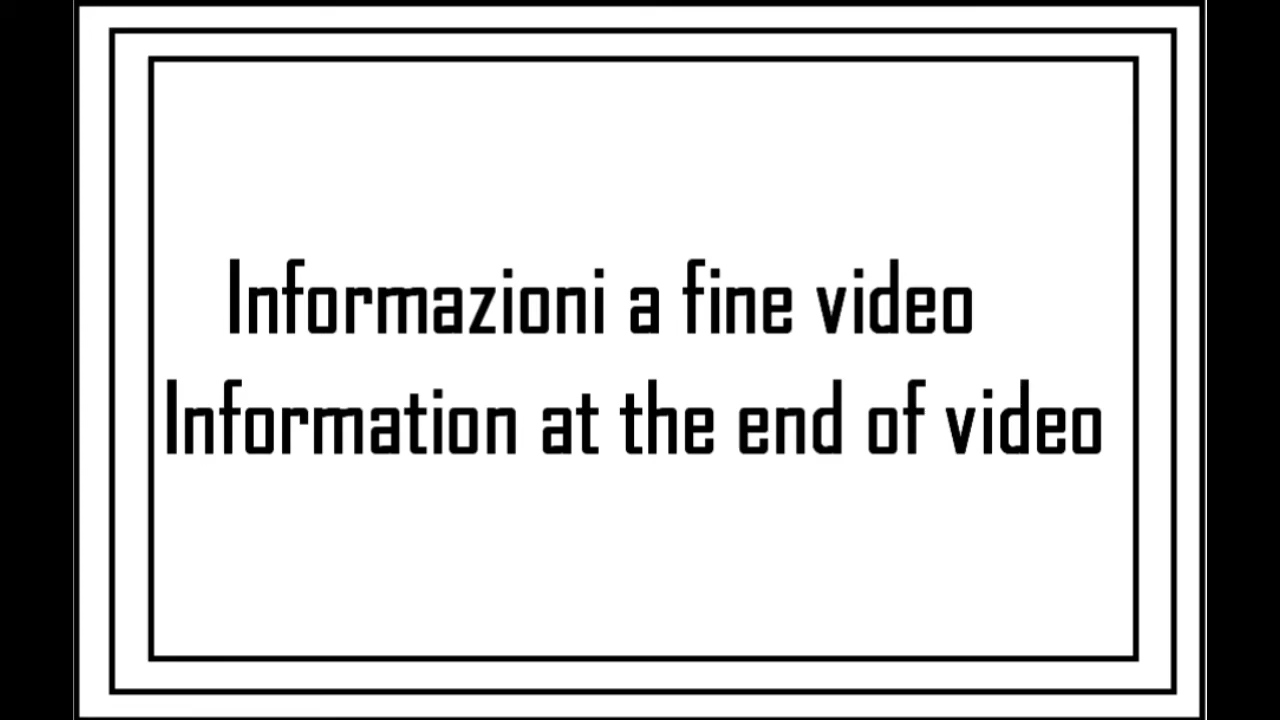 Informazioni a fine video
Information at the end of video